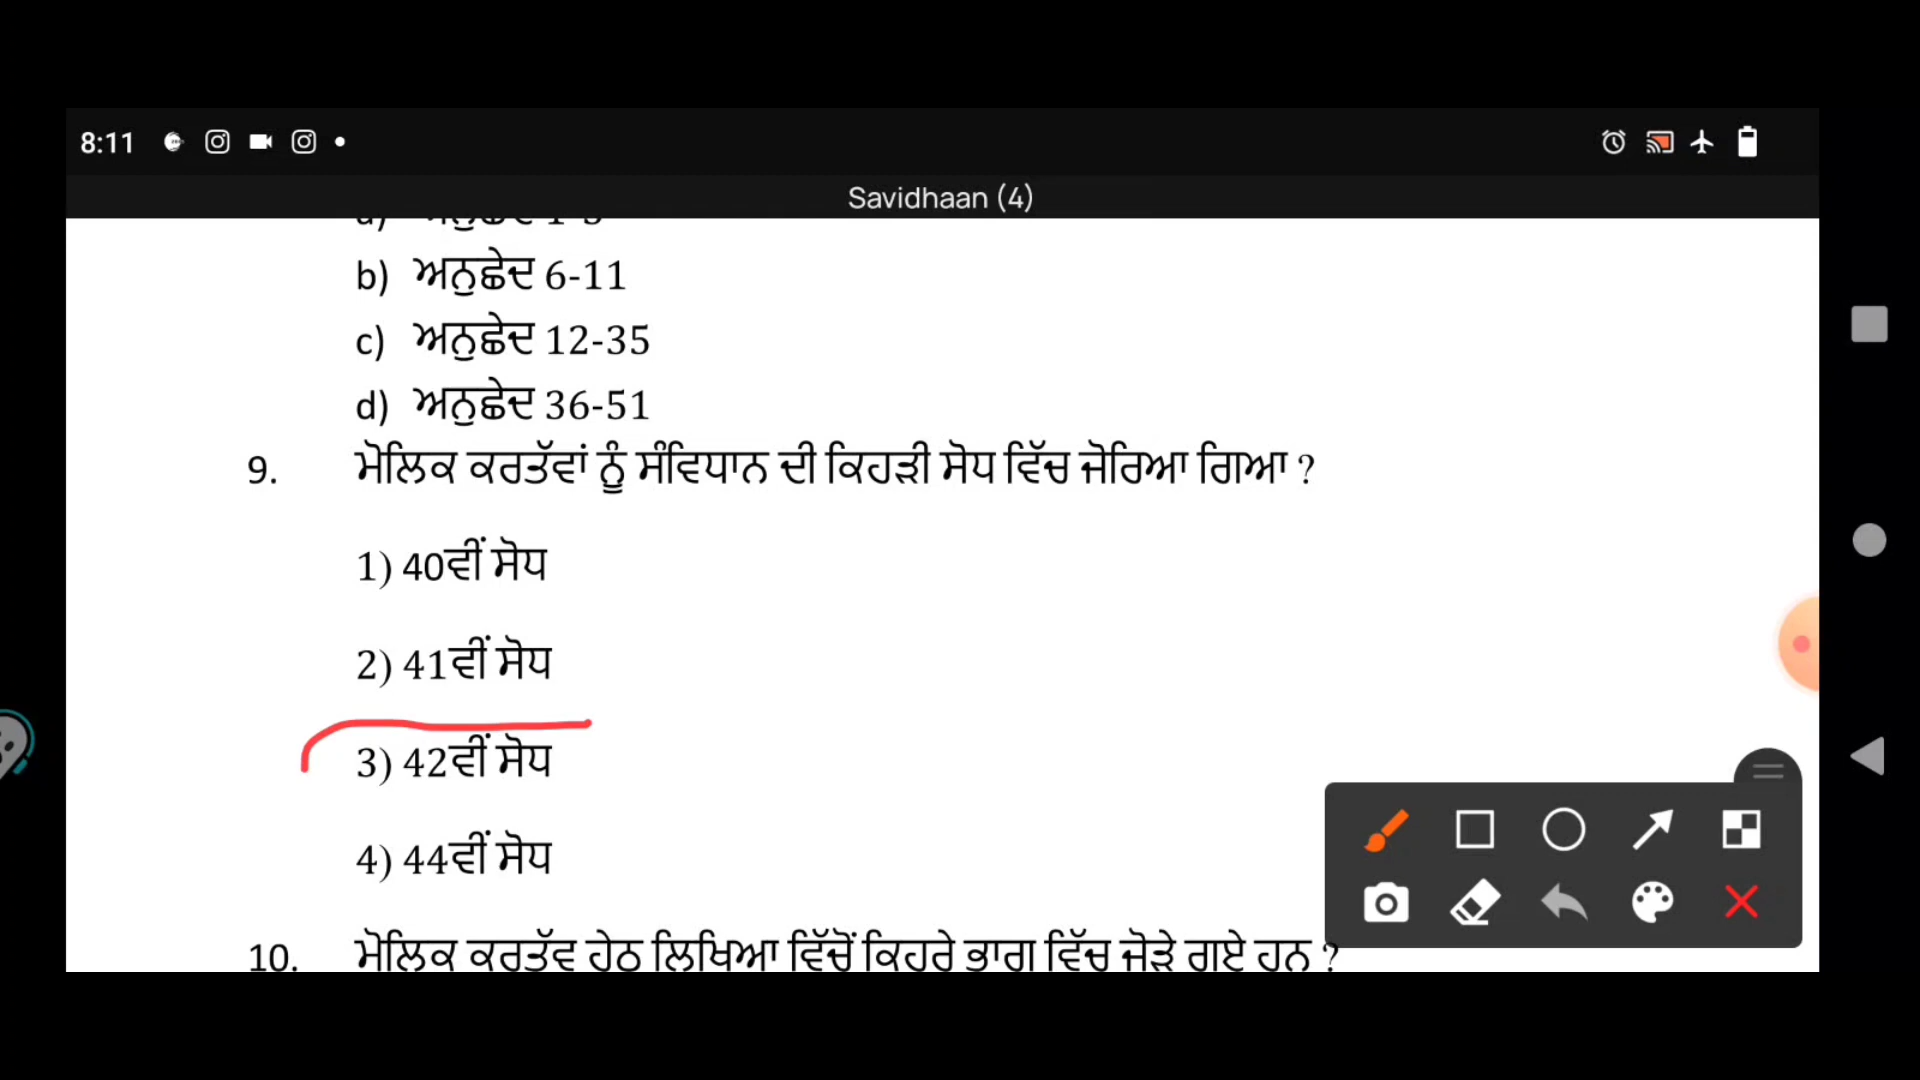 8:11
Savidhaan (4)
b) ਅਨੁਛੇਦ 6-11
c) ਅਨੁਛੇਦ 12-35
d) ਅਨੁਛੇਦ 36-51
9. ਮੋਲਿਕ ਕਰਤੱਵਾਂ ਨੂੰ ਸੰਵਿਧਾਨ ਦੀ ਕਿਹੜੀ ਸੋਧ ਵਿੱਚ ਜੋਰਿਆ ਗਿਆ ?
1) 40ਵੀਂ ਸੋਧ
2) 41ਵੀਂ ਸੋਧ
3) 42ਵੀਂ ਸੋਧ
4) 44ਵੀਂ ਸੋਧ
10. ਮੋਲਿਕ ਕਰਤੱਵ ਹੇਠ ਲਿਖਿਆ ਵਿੱਚੋਂ ਕਿਹਰੇ ਭਾਗ ਵਿੱਚ ਜੋੜੇ ਗਏ ਹਨ ?